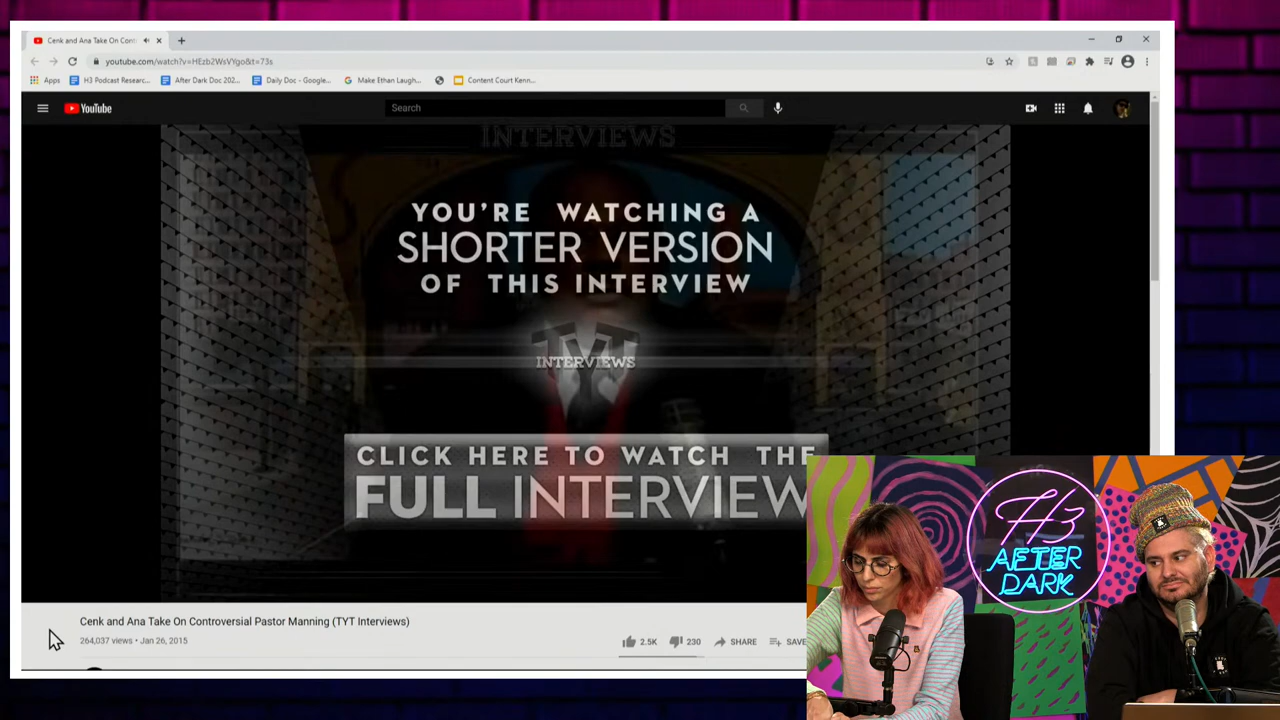 Cenk and Ana Take On Con
youtube.com/watch?v=HEzb2WsVYgo&t=73s
Apps
H3 Podcast Researc...
After Dark Doc 202...
Daily Doc - Google...
Make Ethan Laugh...
Content Court Kenn...
YouTube
Search
INTERVIEWS
YOU'RE WATCHING A
SHORTER VERSION
OF THIS INTERVIEW
TYT
INTERVIEWS
CLICK HERE TO WATCH THE
FULL INTERVIEW
Cenk and Ana Take On Controversial Pastor Manning (TYT Interviews)
264,037 views • Jan 26, 2015
2.5K
230
SHARE
SAVE
H3
AFTER
DARK